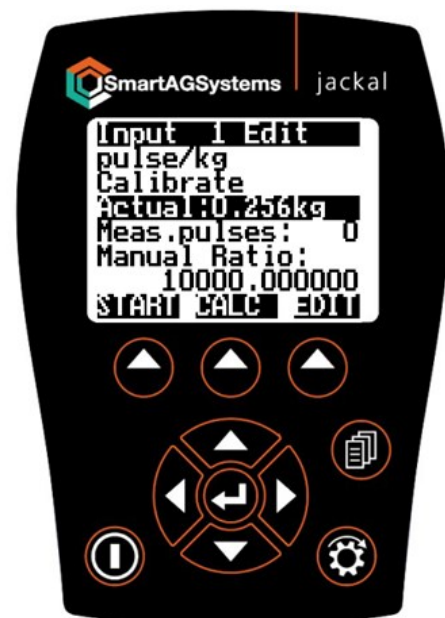 SmartAGSystems jackal
Input 1 Edit
pulse/kg
Calibrate
Actual:0.256kg
Meas.pulses: 0
Manual Ratio:
10000.000000
START CALC EDIT